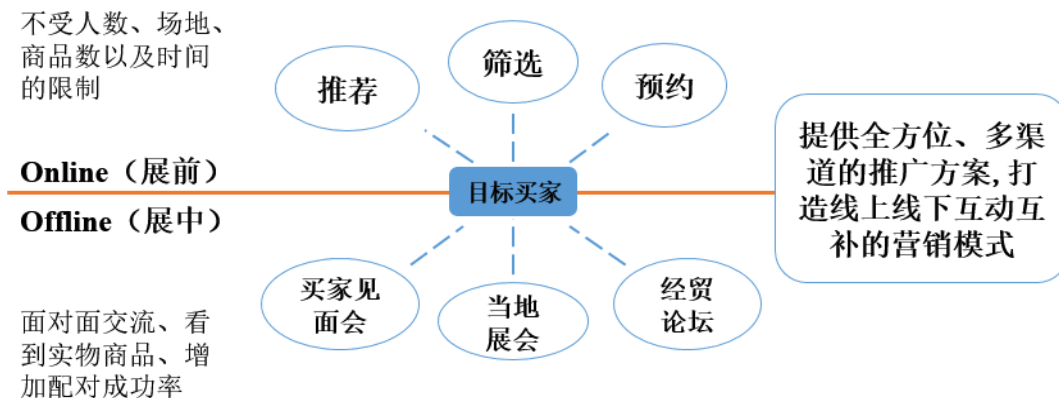 不受人数、场地、
商品数以及时间
的限制
推荐
筛选
预约
Online（展前）
目标买家
提供全方位、多渠
道的推广方案,打
造线上线下互动互
补的营销模式
Offline（展中）
买家见
面会
当地
展会
经贸
论坛
面对面交流、看
到实物商品、增
加配对成功率